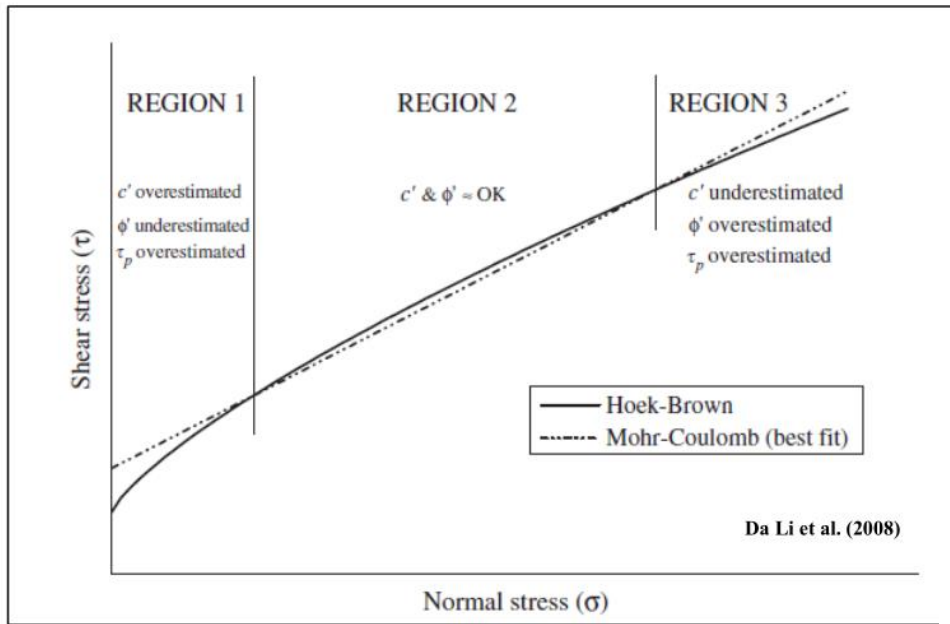 REGION 1
REGION 2
REGION 3
c' overestimated
ϕ' underestimated
τp overestimated
c' & ϕ' ≈ OK
c' underestimated
ϕ' overestimated
τp overestimated
Shear stress (τ)
Hoek-Brown
Mohr-Coulomb (best fit)
Da Li et al. (2008)
Normal stress (σ)